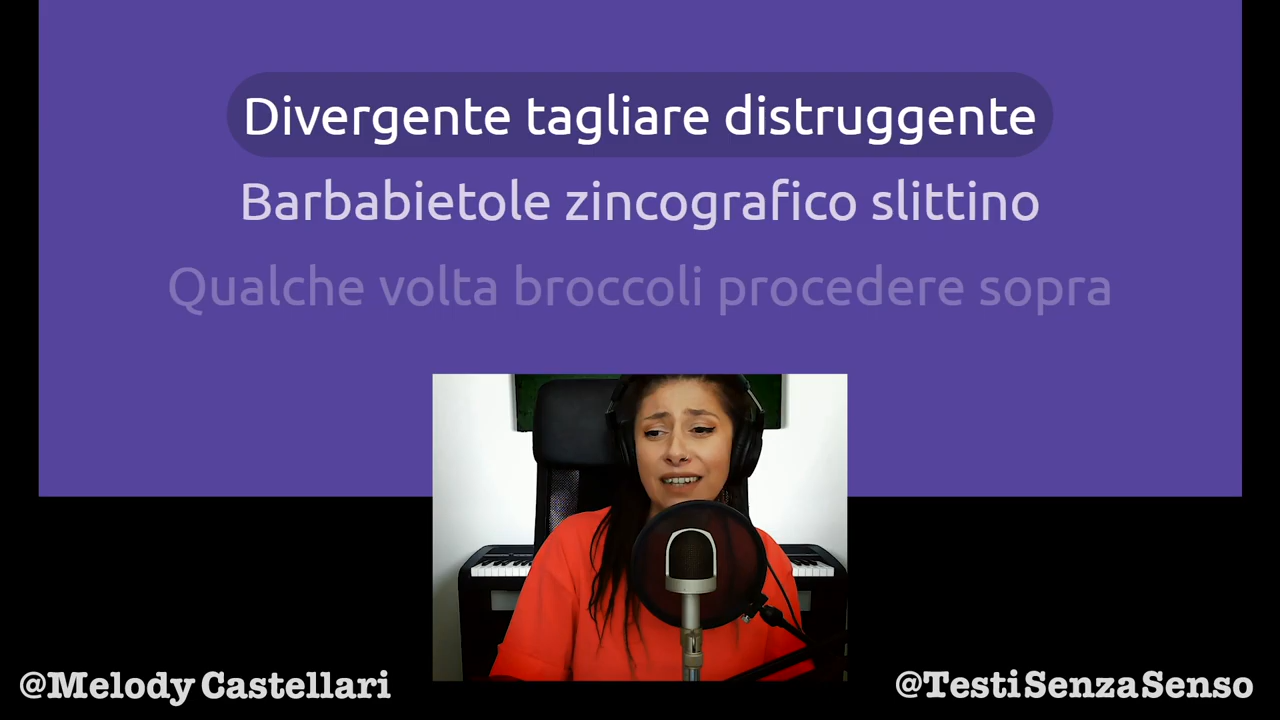 Divergente tagliare distruggente
Barbabietole zincografico slittino
Qualche volta broccoli procedere sopra
@Melody Castellari
@TestiSenzaSenso